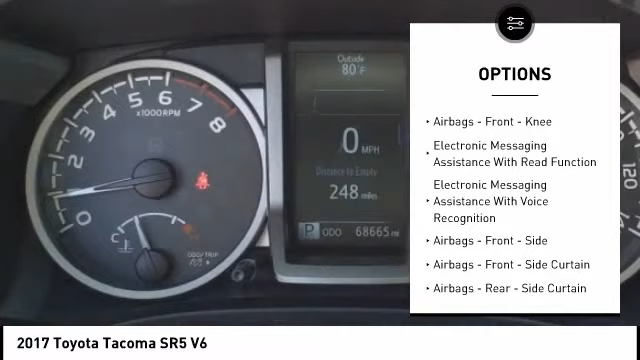 Outside
80°F
0 MPH
Distance to Empty
248 miles
P ODO 68665 mi
0
2
3
4
5
6
7
8
x1000RPM
C
ODO/TRIP
120
OPTIONS
Airbags - Front - Knee
Electronic Messaging
Assistance With Read Function
Electronic Messaging
Assistance With Voice
Recognition
Airbags - Front - Side
Airbags - Front - Side Curtain
Airbags - Rear - Side Curtain
2017 Toyota Tacoma SR5 V6